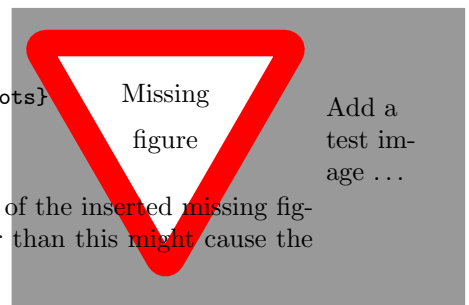 Missing
figure
Add a
test im-
age ...
ots}
of the inserted missing fig-
than this might cause the